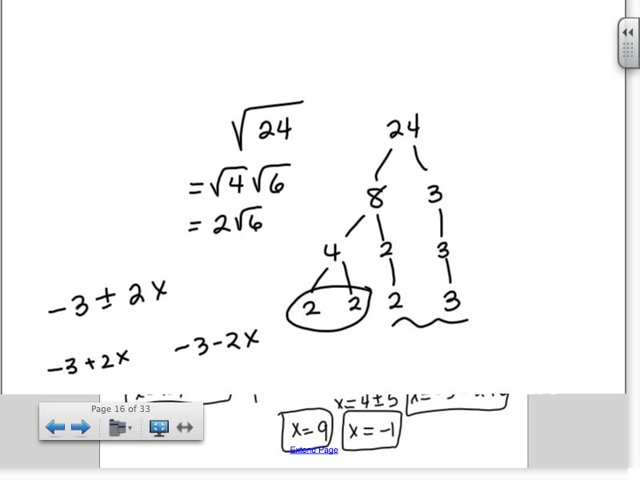 √24
24
= √4 √6
8 3
= 2√6
4 2 3
-3 ± 2x
2 2 2 3
-3 + 2x
-3 - 2x
x = 4 ± 5
Page 16 of 33
x = 9
x = -1
Extend Page